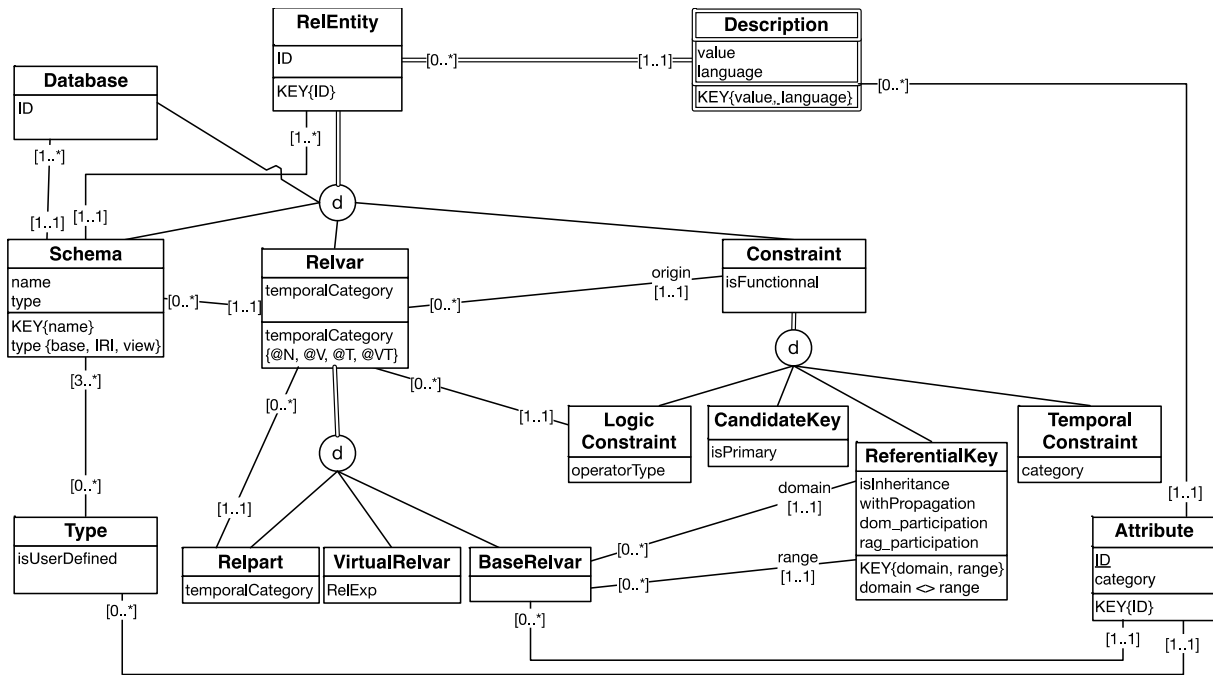 RelEntity
ID
KEY{ID}
[0..*]
[1..1]
Description
value
language
KEY{value, language}
[0..*]
Database
ID
[1..*]
[1..*]
[1..1]
[1..1]
d
Schema
name
type
KEY{name}
type {base, IRI, view}
[0..*]
[1..1]
Relvar
temporalCategory
temporalCategory
{@N, @V, @T, @VT}
[0..*]
origin
[1..1]
Constraint
isFunctionnal
d
[3..*]
[0..*]
[0..*]
[1..1]
d
Logic
Constraint
operatorType
CandidateKey
isPrimary
ReferentialKey
isInheritance
withPropagation
dom_participation
rag_participation
KEY{domain, range}
domain <> range
Temporal
Constraint
category
[0..*]
[1..1]
domain
[1..1]
[0..*]
range
[1..1]
[0..*]
[1..1]
Type
isUserDefined
[0..*]
Relpart
temporalCategory
VirtualRelvar
RelExp
BaseRelvar
[0..*]
Attribute
ID
category
KEY{ID}
[1..1]
[1..1]